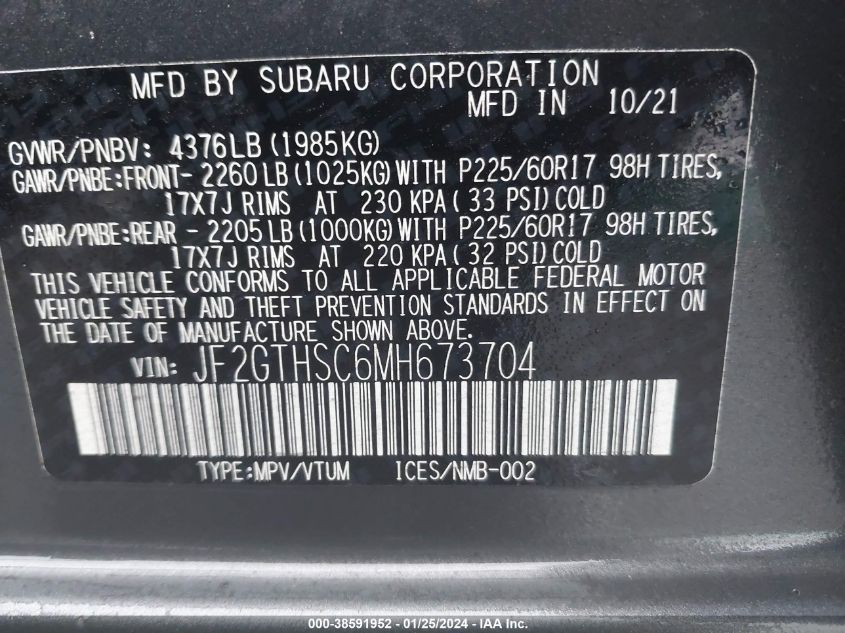 MFD BY SUBARU CORPORATION
MFD IN 10/21
GVWR/PNBV: 4376LB (1985KG)
GAWR/PNBE:FRONT- 2260 LB (1025KG) WITH P225/60R17 98H TIRES,
17X7J RIMS AT 230 KPA ( 33 PSI) COLD
GAWR/PNBE:REAR - 2205 LB (1000KG) WITH P225/60R17 98H TIRES,
17X7J RIMS AT 220 KPA ( 32 PSI) COLD
THIS VEHICLE CONFORMS TO ALL APPLICABLE FEDERAL MOTOR
VEHICLE SAFETY AND THEFT PREVENTION STANDARDS IN EFFECT ON
THE DATE OF MANUFACTURE SHOWN ABOVE.
VIN: JF2GTHSC6MH673704
TYPE:MPV/VTUM ICES/NMB-002
000-38591952 - 01/25/2024 - IAA Inc.